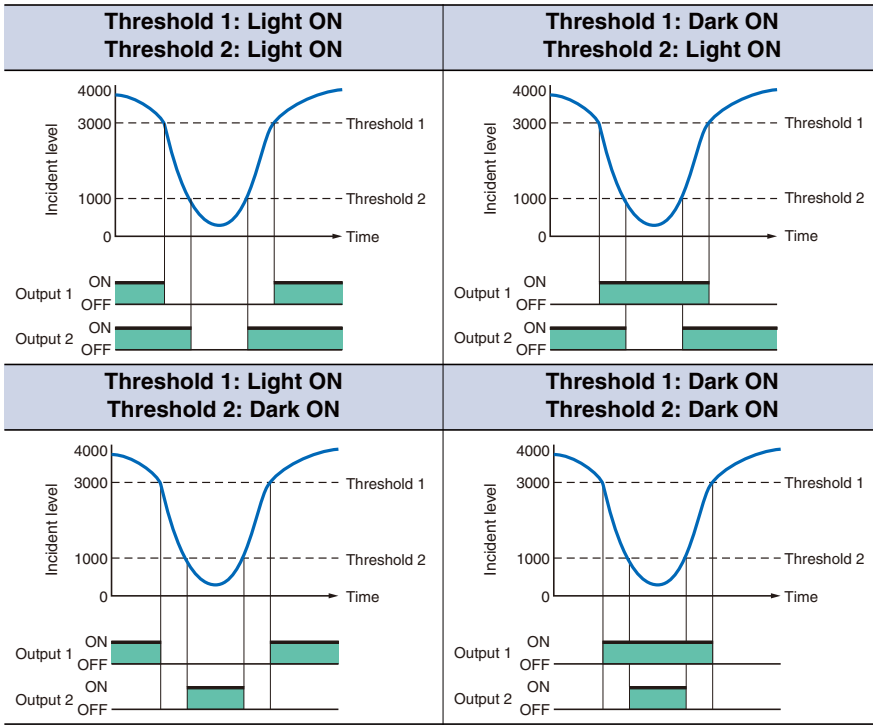 Threshold 1: Light ON
Threshold 2: Light ON
4000
3000
1000
0
Incident level
Threshold 1
Threshold 2
Time
Output 1
ON
OFF
Output 2
ON
OFF
Threshold 1: Dark ON
Threshold 2: Light ON
4000
3000
1000
0
Incident level
Threshold 1
Threshold 2
Time
Output 1
ON
OFF
Output 2
ON
OFF
Threshold 1: Light ON
Threshold 2: Dark ON
4000
3000
1000
0
Incident level
Threshold 1
Threshold 2
Time
Output 1
ON
OFF
Output 2
ON
OFF
Threshold 1: Dark ON
Threshold 2: Dark ON
4000
3000
1000
0
Incident level
Threshold 1
Threshold 2
Time
Output 1
ON
OFF
Output 2
ON
OFF